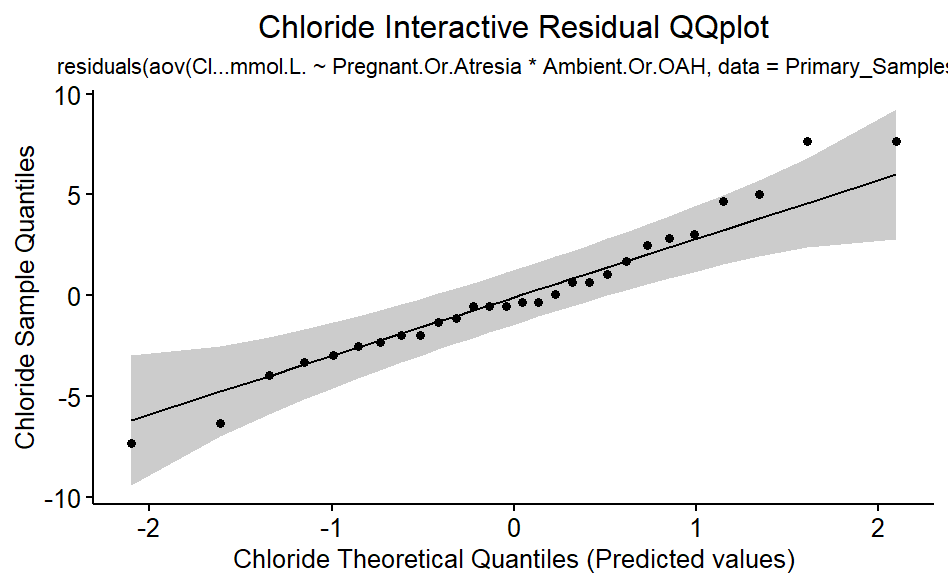 Chloride Interactive Residual QQplot
residuals(aov(Cl...mmol.L. ~ Pregnant.Or.Atresia * Ambient.Or.OAH, data = Primary_Samples
Chloride Sample Quantiles
10
5
0
-5
-10
-2
-1
0
1
2
Chloride Theoretical Quantiles (Predicted values)